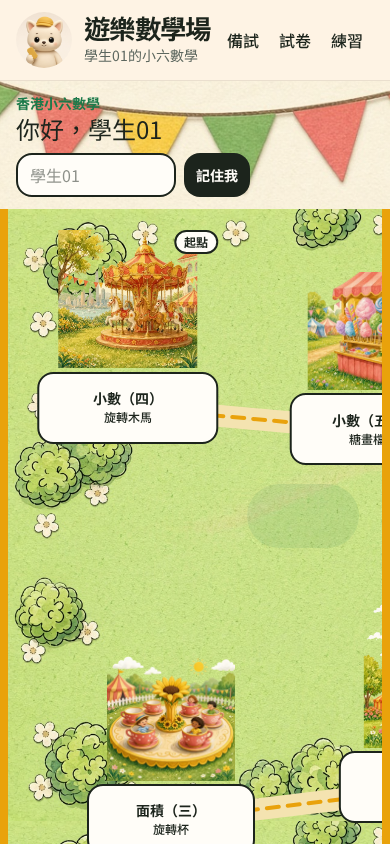 遊樂數學場
學生01的小六數學
備試
試卷
練習
香港小六數學
你好，學生01
學生01
記住我
起點
小數（四）
旋轉木馬
小數（五
糖畫檔
面積（三）
旋轉杯